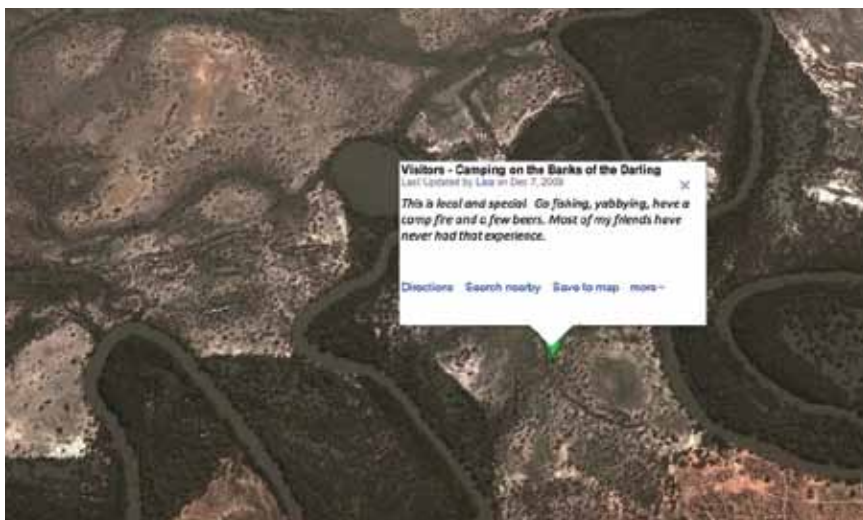 Visitors - Camping on the Banks of the Darling
Last Updated by Lisa on Dec 7, 2009
This is local and special Go fishing, yabbying, have a
camp fire and a few beers. Most of my friends have
never had that experience.
Directions Search nearby Save to map more